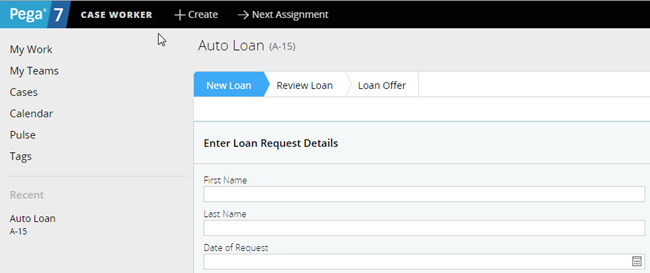 Pega® 7 CASE WORKER + Create → Next Assignment
My Work
My Teams
Cases
Calendar
Pulse
Tags
Recent
Auto Loan
A-15
Auto Loan (A-15)
New Loan Review Loan Loan Offer
Enter Loan Request Details
First Name
Last Name
Date of Request